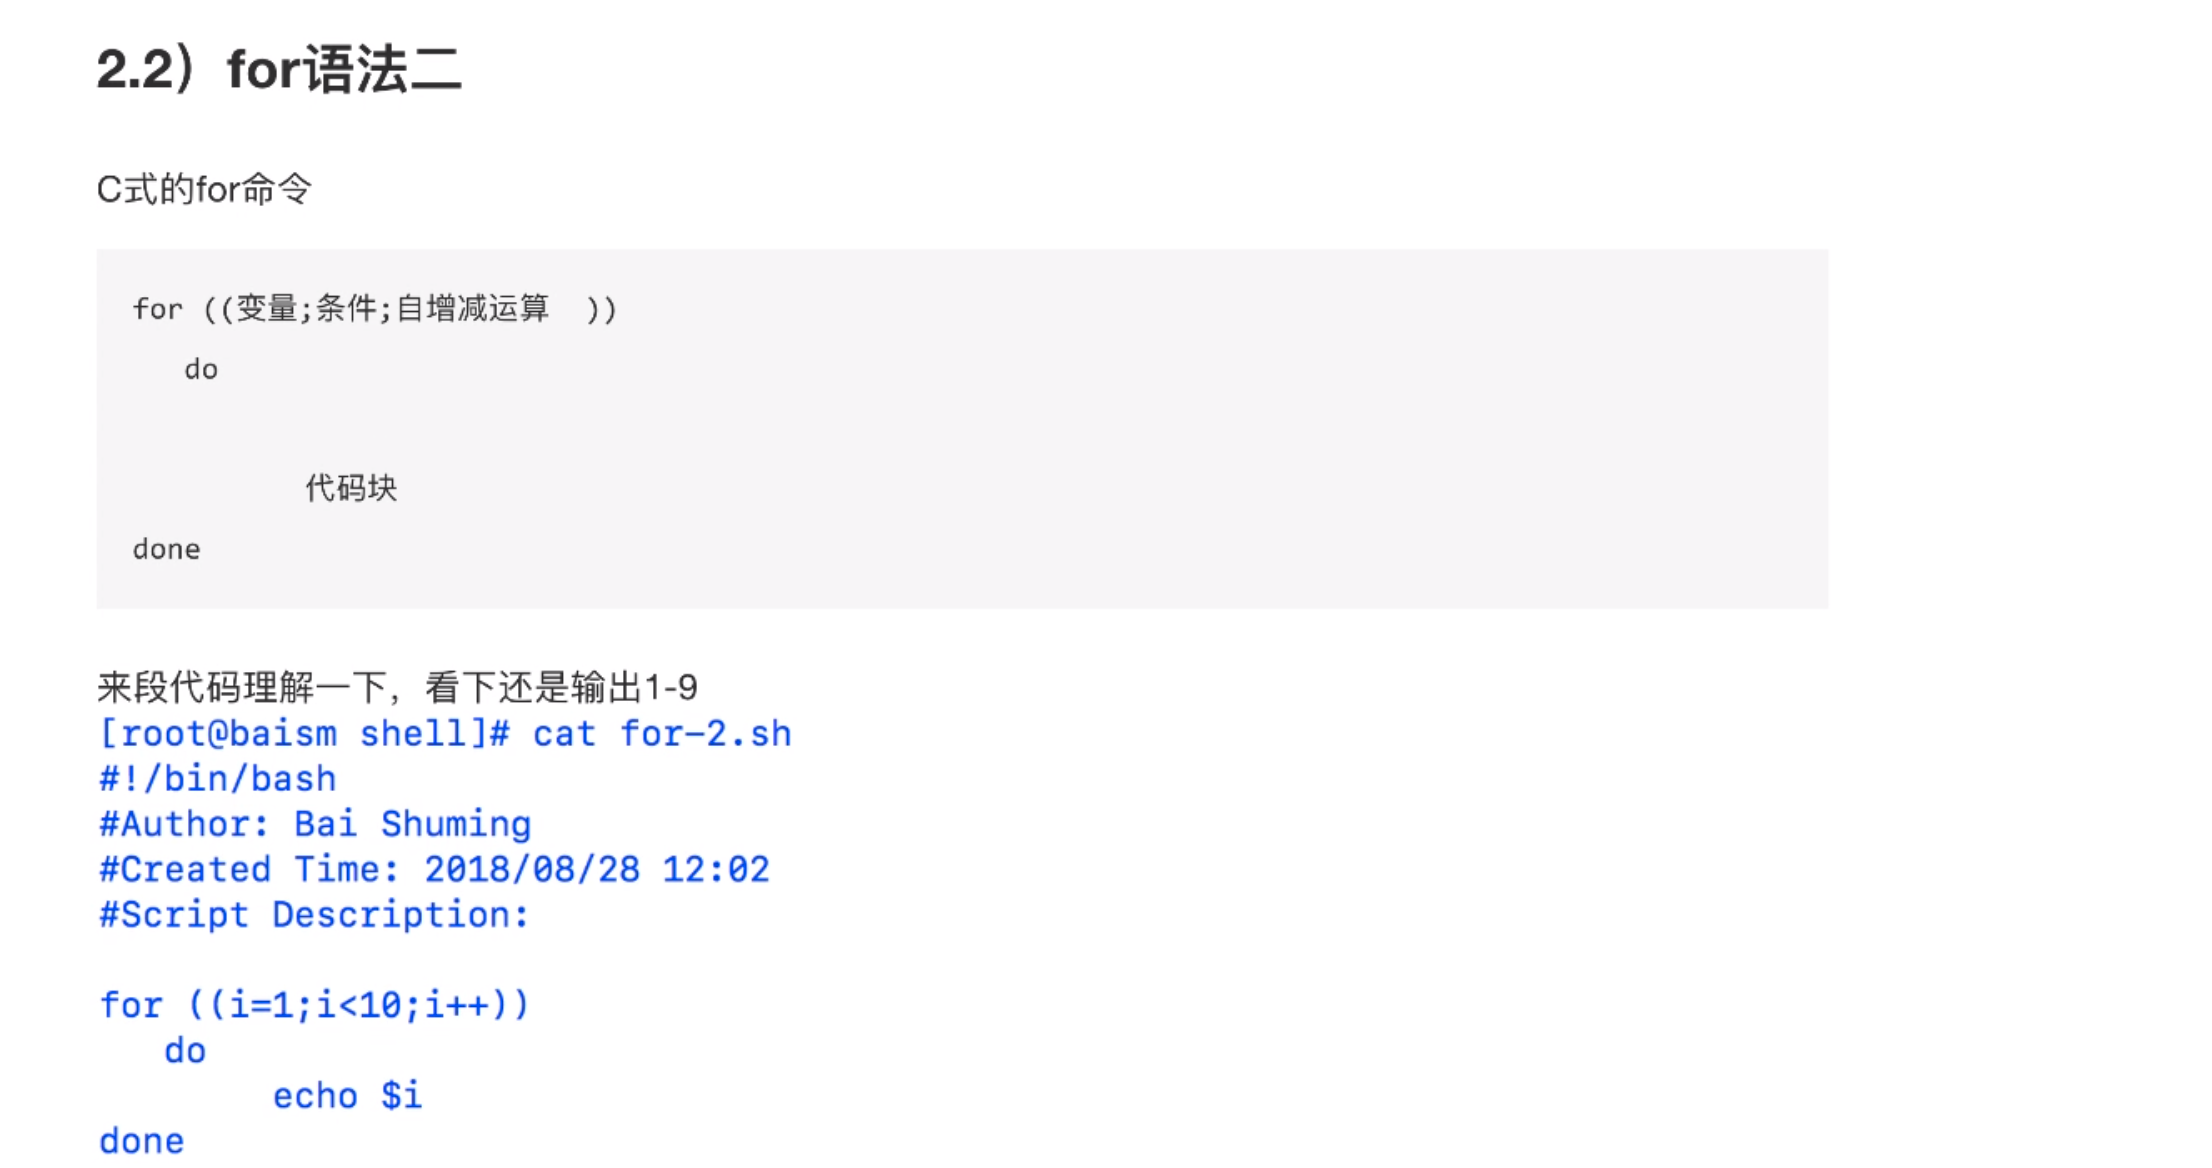 2.2）for语法二
C式的for命令
for ((变量;条件;自增减运算  ))
   do
          代码块
done
来段代码理解一下，看下还是输出1-9
[root@baism shell]# cat for-2.sh
#!/bin/bash
#Author: Bai Shuming
#Created Time: 2018/08/28 12:02
#Script Description:
for ((i=1;i<10;i++))
   do
        echo $i
done